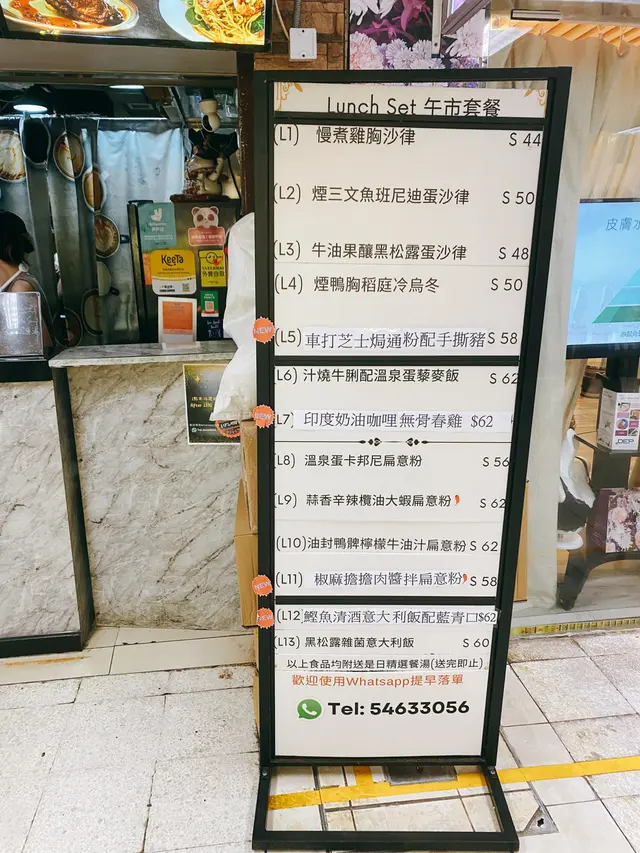 Lunch Set 午市套餐
(L1) 慢煮雞胸沙律 $ 44
(L2) 煙三文魚班尼迪蛋沙律 $ 50
(L3) 牛油果釀黑松露蛋沙律 $ 48
(L4) 煙鴨胸稻庭冷烏冬 $ 50
NEW (L5) 車打芝士焗通粉配手撕豬 $ 58
(L6) 汁燒牛脷配溫泉蛋藜麥飯 $ 62
NEW (L7) 印度奶油咖哩無骨春雞 $62
(L8) 溫泉蛋卡邦尼扁意粉 $ 56
(L9) 蒜香辛辣欖油大蝦扁意粉 $ 62
(L10) 油封鴨髀檸檬牛油汁扁意粉 $ 62
NEW (L11) 椒麻擔擔肉醬拌扁意粉 $ 58
NEW (L12) 鰹魚清酒意大利飯配藍青口 $62
(L13) 黑松露雜菌意大利飯 $ 60
以上食品均附送是日精選餐湯(送完即止)
歡迎使用Whatsapp提早落單
Tel: 54633056
KeeTa
皮膚水